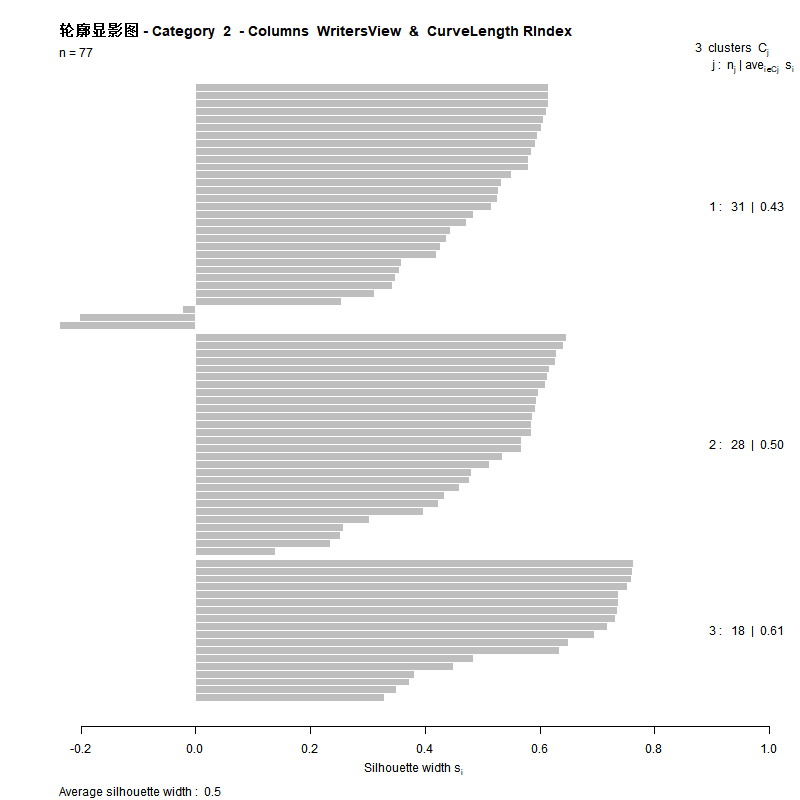 轮廓显影图 - Category 2 - Columns WritersView & CurveLength RIndex
n = 77
3 clusters Cj
j : nj | avei∈Cj si
1 : 31 | 0.43
2 : 28 | 0.50
3 : 18 | 0.61
-0.2 0.0 0.2 0.4 0.6 0.8 1.0
Silhouette width si
Average silhouette width : 0.5